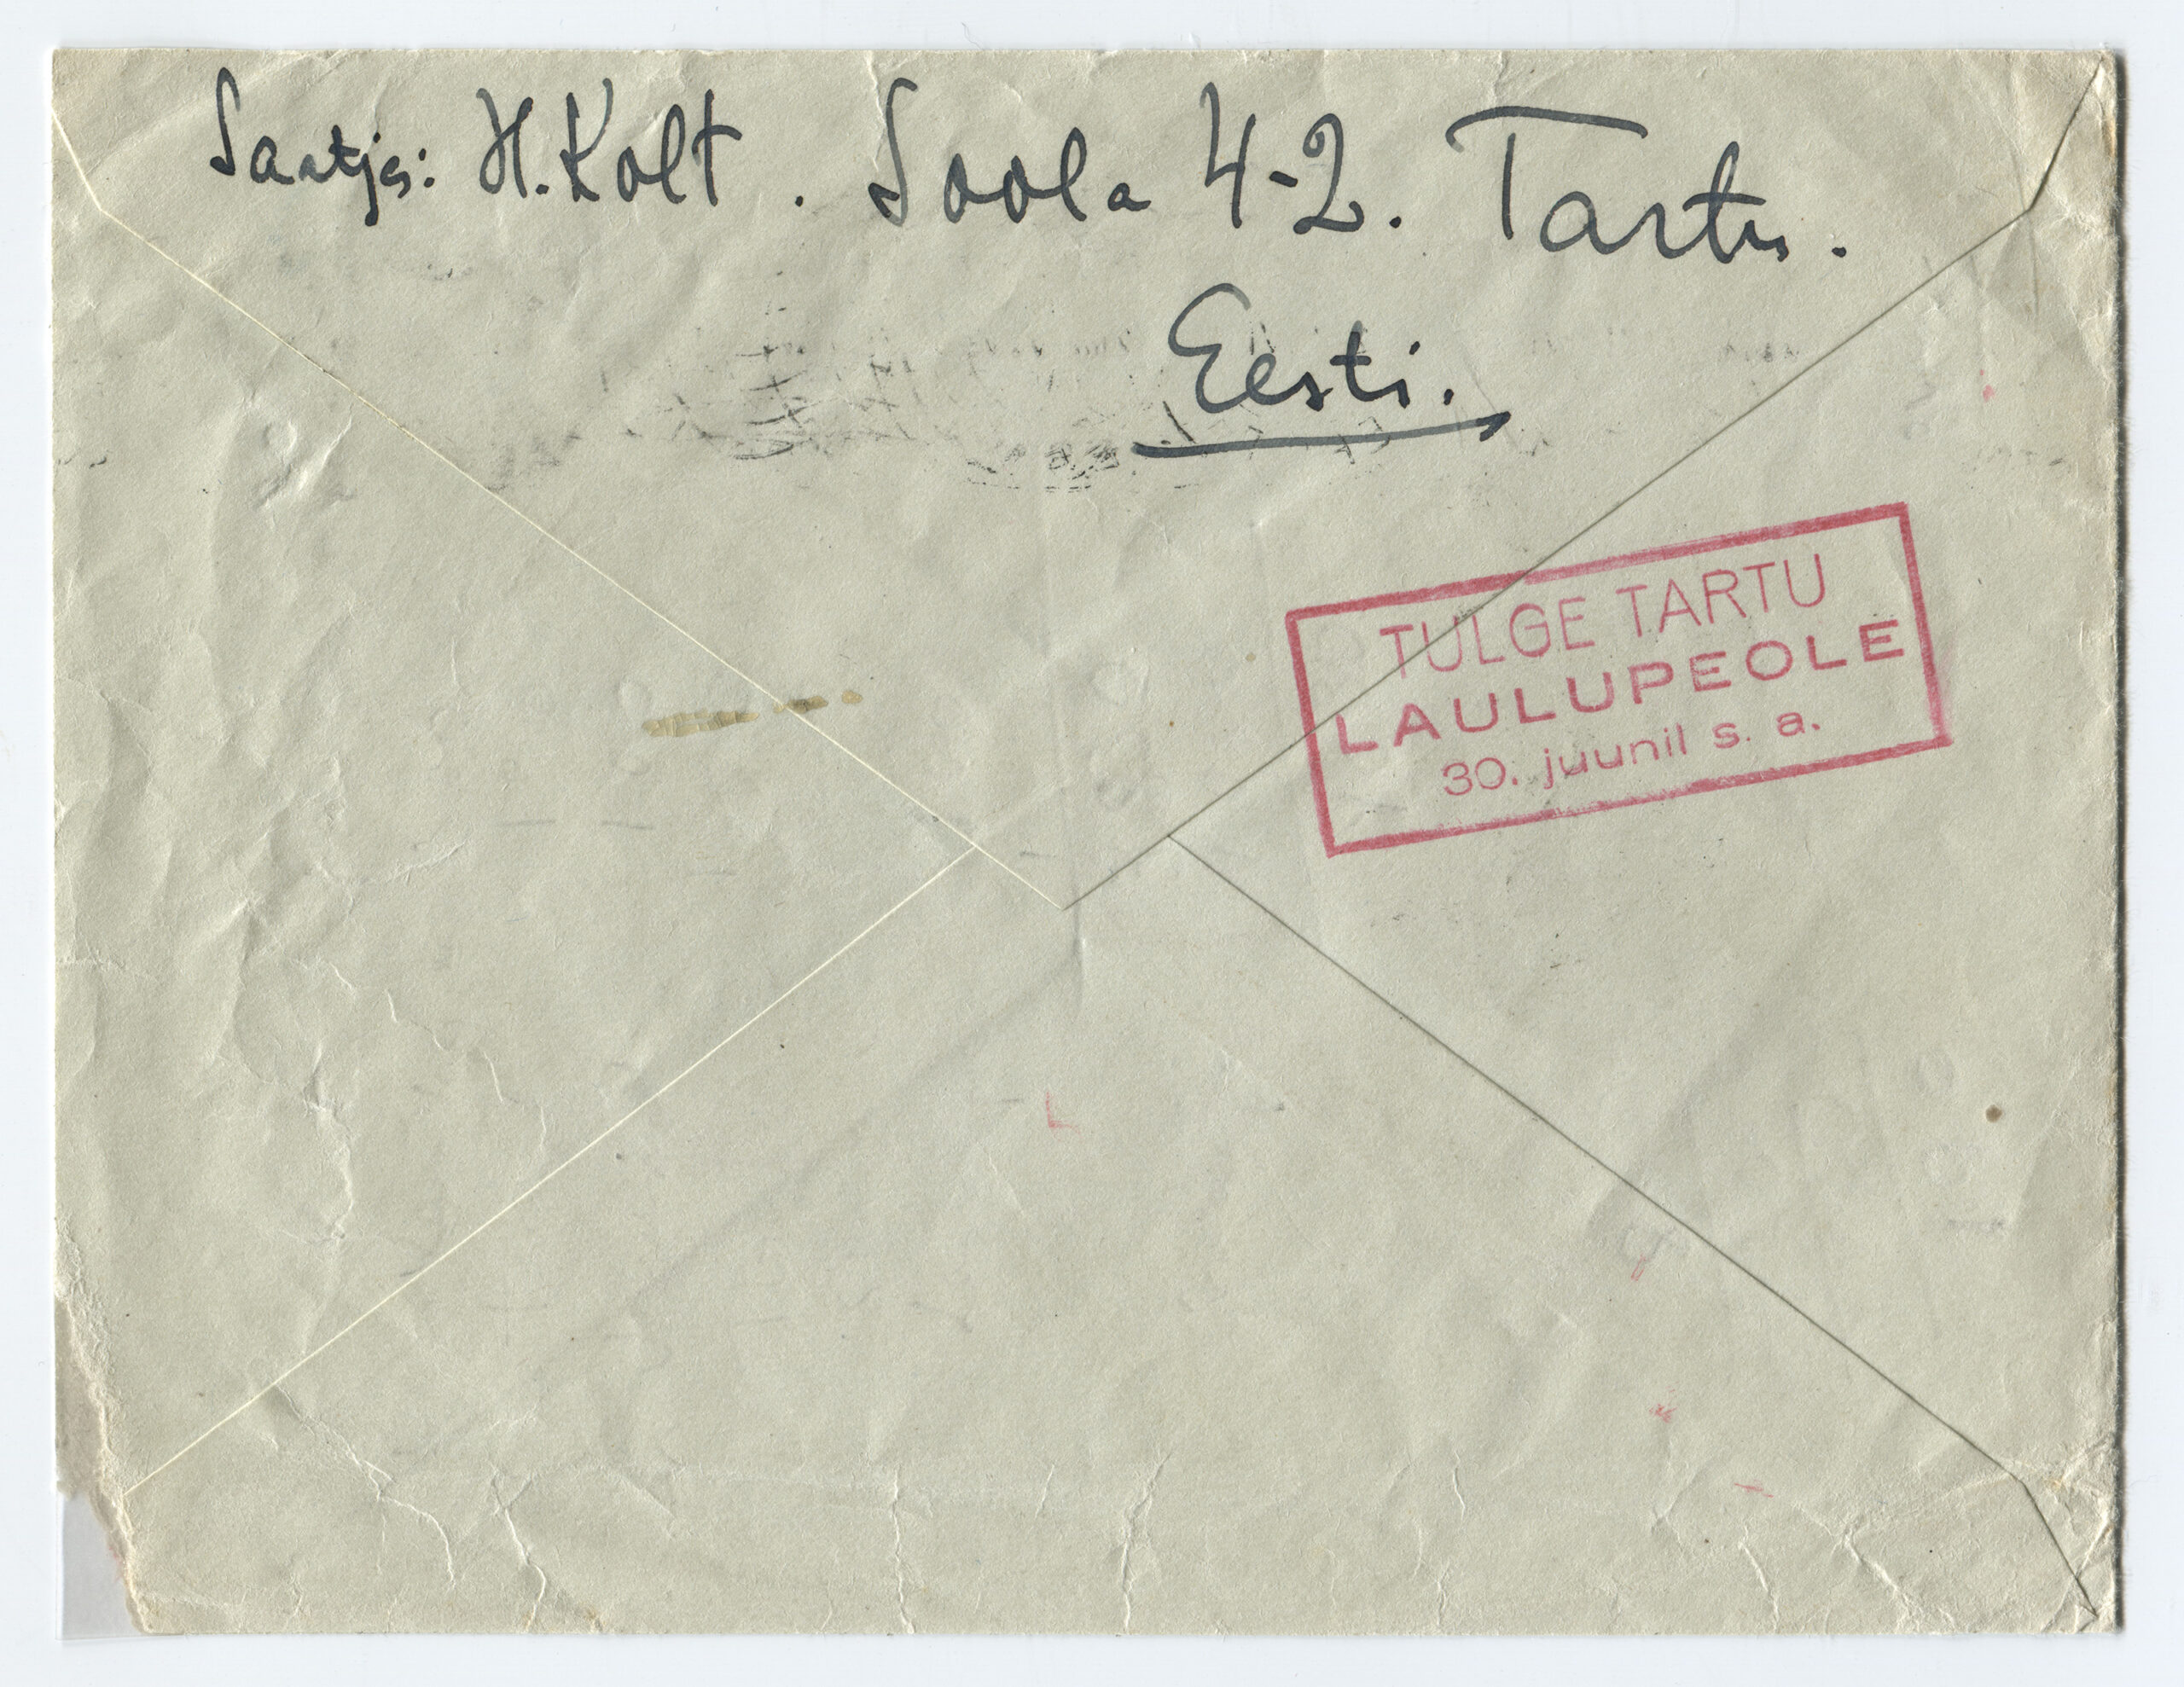 Saatja: H. Kolt. Soola 4-2. Tartu.
Eesti.
TULGE TARTU
LAULUPEOLE
30. juunil s. a.